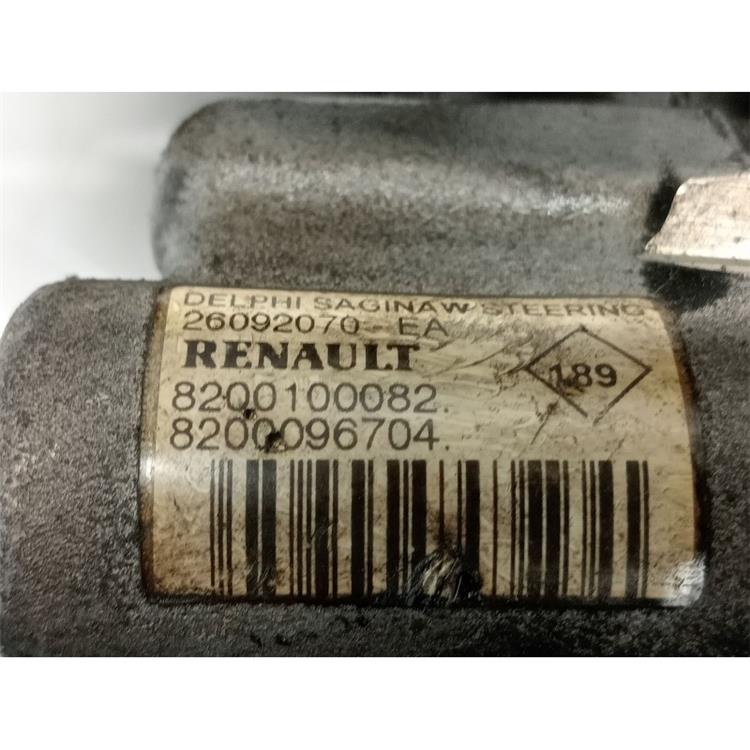 DELPHI SAGINAW STEERING
26092070 - EA
RENAULT
189
8200100082.
8200096704.